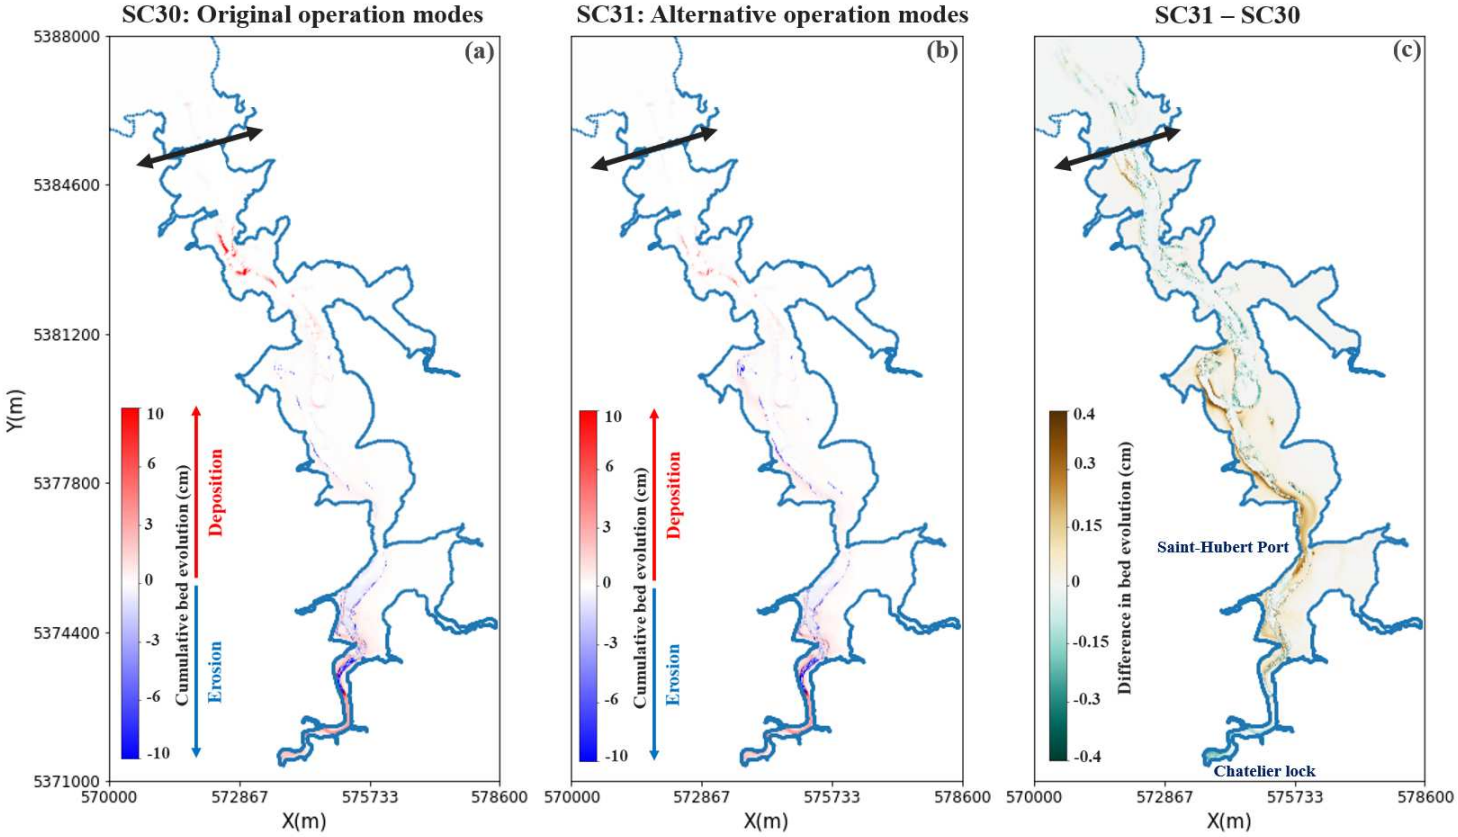 SC30: Original operation modes
SC31: Alternative operation modes
SC31 – SC30
(a)
(b)
(c)
5388000
5384600
5381200
5377800
5374400
5371000
Y(m)
10
6
3
0
-3
-6
-10
Cumulative bed evolution (cm)
Deposition
Erosion
10
6
3
0
-3
-6
-10
Cumulative bed evolution (cm)
Deposition
Erosion
0.4
0.3
0.15
0
-0.15
-0.3
-0.4
Difference in bed evolution (cm)
Saint-Hubert Port
Chatelier lock
570000 572867 575733 578600
570000 572867 575733 578600
570000 572867 575733 578600
X(m)
X(m)
X(m)